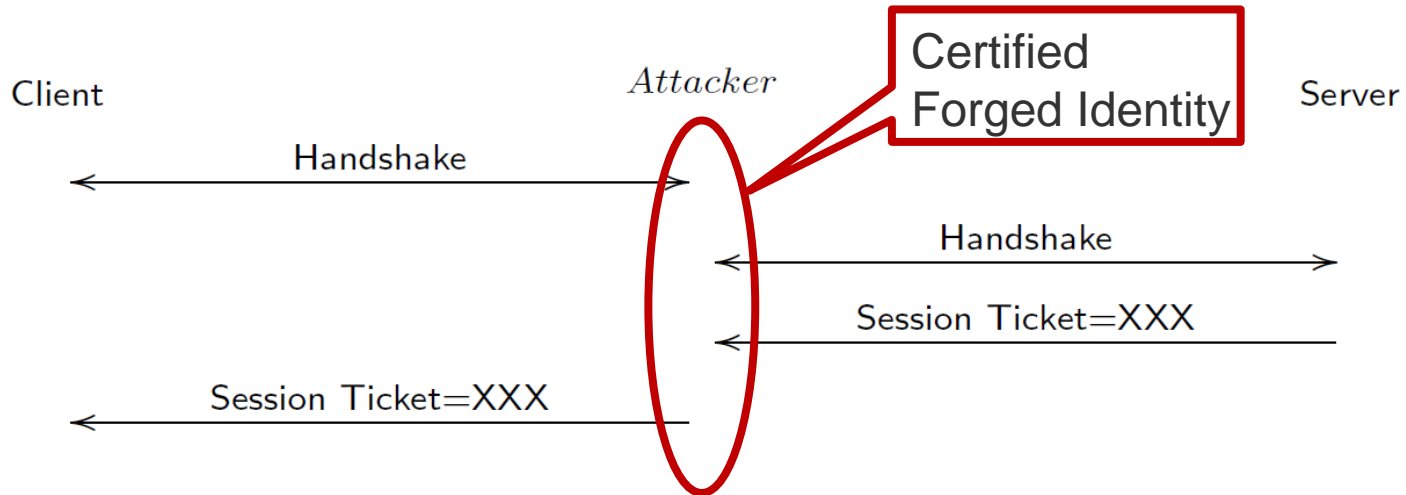 Certified
Forged Identity
Client
Attacker
Server
Handshake
Handshake
Session Ticket=XXX
Session Ticket=XXX